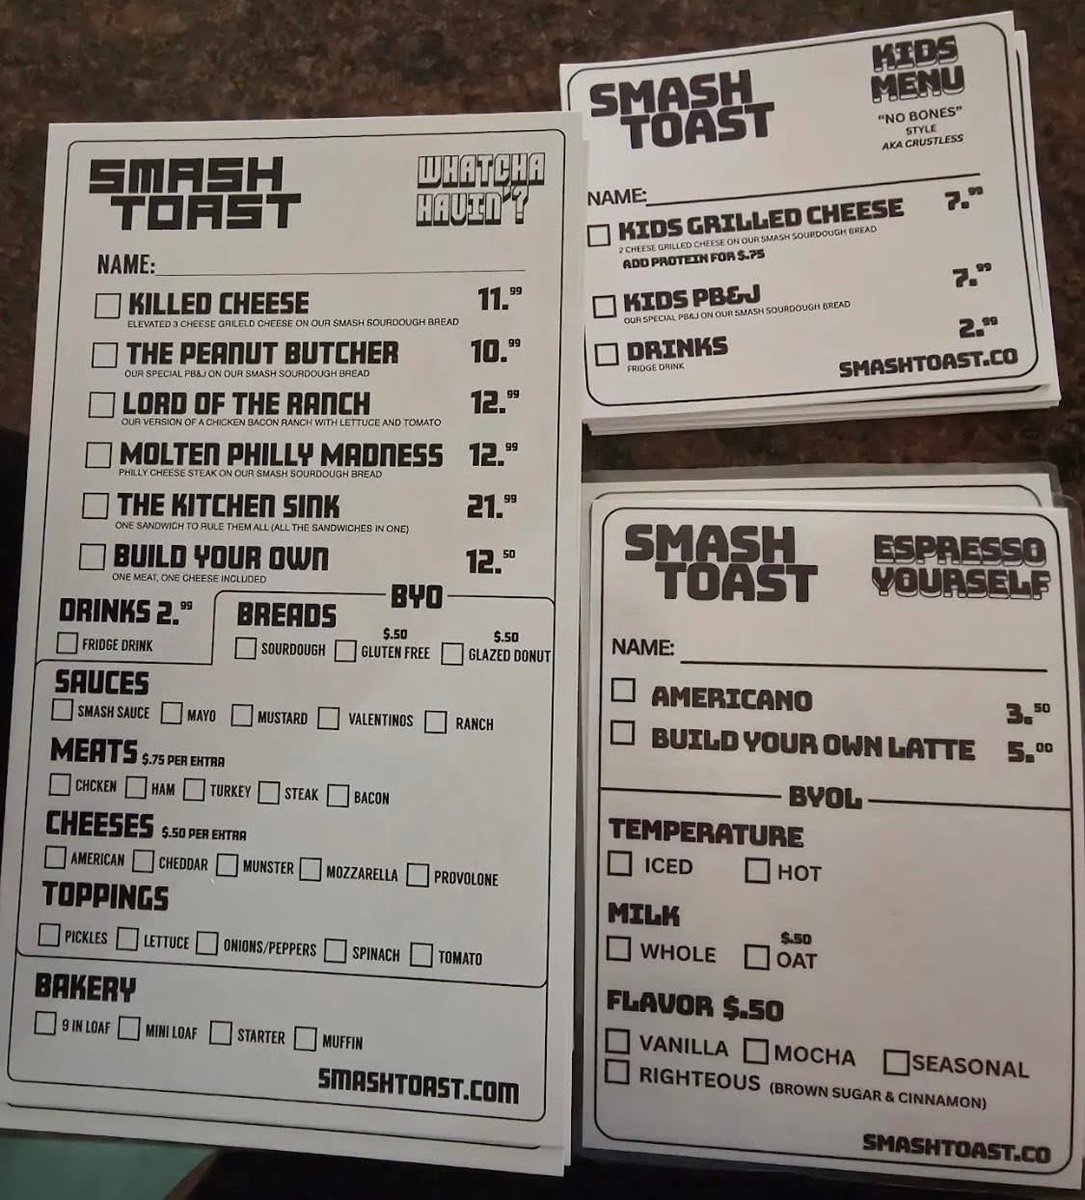 SMASH
TOAST
WHATCHA
HAVIN'?
NAME:
KILLED CHEESE 11.99
ELEVATED 3 CHEESE GRILELD CHEESE ON OUR SMASH SOURDOUGH BREAD
THE PEANUT BUTCHER 10.99
OUR SPECIAL PB&J ON OUR SMASH SOURDOUGH BREAD
LORD OF THE RANCH 12.99
OUR VERSION OF A CHICKEN BACON RANCH WITH LETTUCE AND TOMATO
MOLTEN PHILLY MADNESS 12.99
PHILLY CHEESE STEAK ON OUR SMASH SOURDOUGH BREAD
THE KITCHEN SINK 21.99
ONE SANDWICH TO RULE THEM ALL (ALL THE SANDWICHES IN ONE)
BUILD YOUR OWN 12.50
ONE MEAT, ONE CHEESE INCLUDED
DRINKS 2.99
FRIDGE DRINK
BYO
BREADS
$.50 $.50
SOURDOUGH GLUTEN FREE GLAZED DONUT
SAUCES
SMASH SAUCE MAYO MUSTARD VALENTINOS RANCH
MEATS $.75 PER EXTRA
CHCKEN HAM TURKEY STEAK BACON
CHEESES $.50 PER EXTRA
AMERICAN CHEDDAR MUNSTER MOZZARELLA PROVOLONE
TOPPINGS
PICKLES LETTUCE ONIONS/PEPPERS SPINACH TOMATO
BAKERY
9 IN LOAF MINI LOAF STARTER MUFFIN
SMASHTOAST.COM
SMASH
TOAST
KIDS
MENU
"NO BONES"
STYLE
AKA CRUSTLESS
NAME:
KIDS GRILLED CHEESE 7.99
2 CHEESE GRILLED CHEESE ON OUR SMASH SOURDOUGH BREAD
ADD PROTEIN FOR $.75
KIDS PB&J 7.99
OUR SPECIAL PB&J ON OUR SMASH SOURDOUGH BREAD
DRINKS 2.99
FRIDGE DRINK
SMASHTOAST.CO
SMASH
TOAST
ESPRESSO
YOURSELF
NAME:
AMERICANO 3.50
BUILD YOUR OWN LATTE 5.00
BYOL
TEMPERATURE
ICED HOT
MILK
$.50
WHOLE OAT
FLAVOR $.50
VANILLA MOCHA SEASONAL
RIGHTEOUS (BROWN SUGAR & CINNAMON)
SMASHTOAST.CO